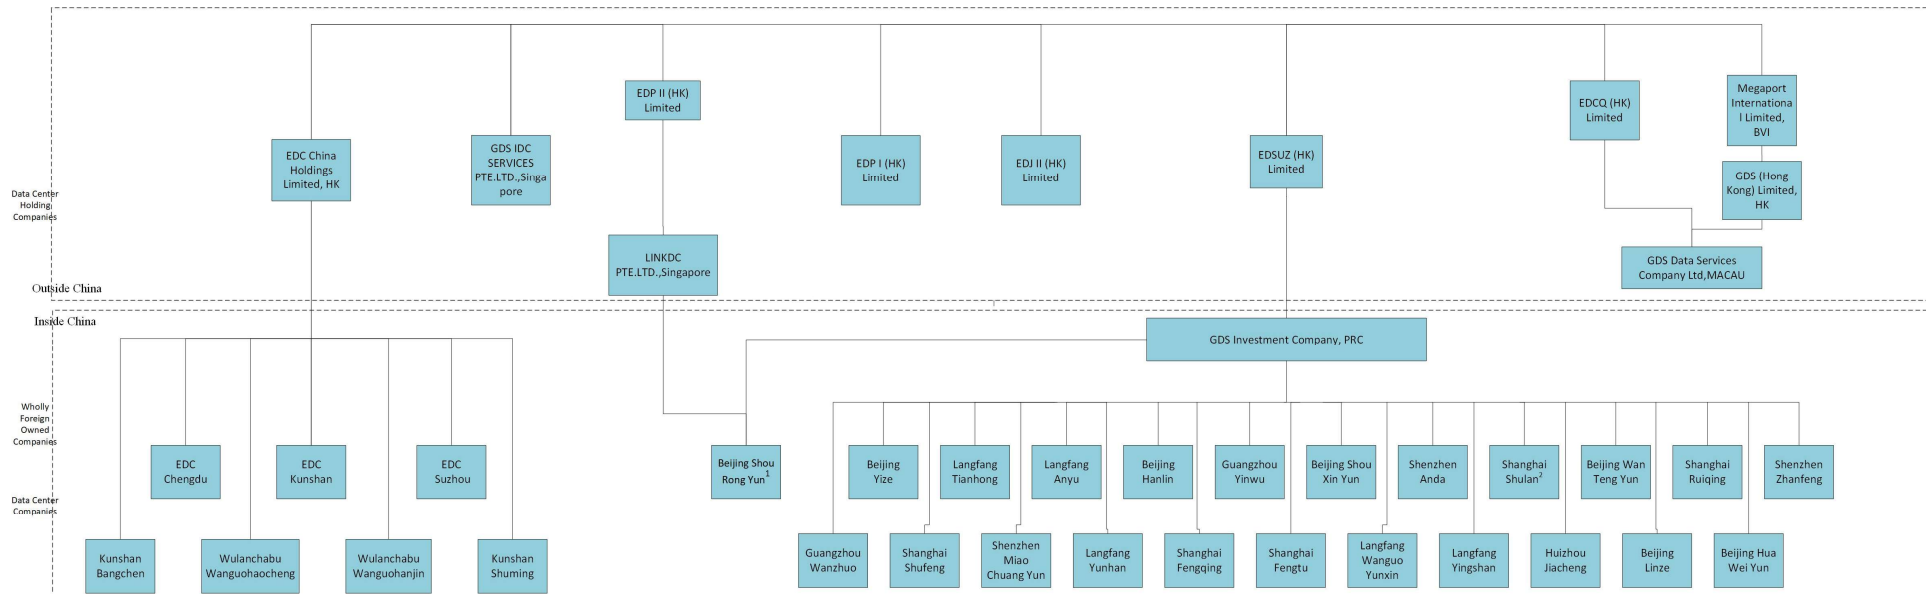 EDP II (HK)
Limited
EDCQ (HK)
Limited
Megaport
Internationa
l Limited,
BVI
EDC China
Holdings
Limited, HK
GDS IDC
SERVICES
PTE.LTD.,Singa
pore
EDP I (HK)
Limited
EDJ II (HK)
Limited
EDSUZ (HK)
Limited
GDS (Hong
Kong) Limited,
HK
Data Center
Holding
Companies
LINKDC
PTE.LTD.,Singapore
GDS Data Services
Company Ltd,MACAU
Outside China
Inside China
GDS Investment Company, PRC
Wholly
Foreign
Owned
Companies
EDC
Chengdu
EDC
Kunshan
EDC
Suzhou
Beijing Shou
Rong Yun1
Beijing
Yize
Langfang
Tianhong
Langfang
Anyu
Beijing
Hanlin
Guangzhou
Yinwu
Beijing Shou
Xin Yun
Shenzhen
Anda
Shanghai
Shulan2
Beijing Wan
Teng Yun
Shanghai
Ruiqing
Shenzhen
Zhanfeng
Data Center
Companies
Kunshan
Bangchen
Wulanchabu
Wanguohaocheng
Wulanchabu
Wanguohanjin
Kunshan
Shuming
Guangzhou
Wanzhuo
Shanghai
Shufeng
Shenzhen
Miao
Chuang Yun
Langfang
Yunhan
Shanghai
Fengqing
Shanghai
Fengtu
Langfang
Wanguo
Yunxin
Langfang
Yingshan
Huizhou
Jiacheng
Beijing
Linze
Beijing Hua
Wei Yun